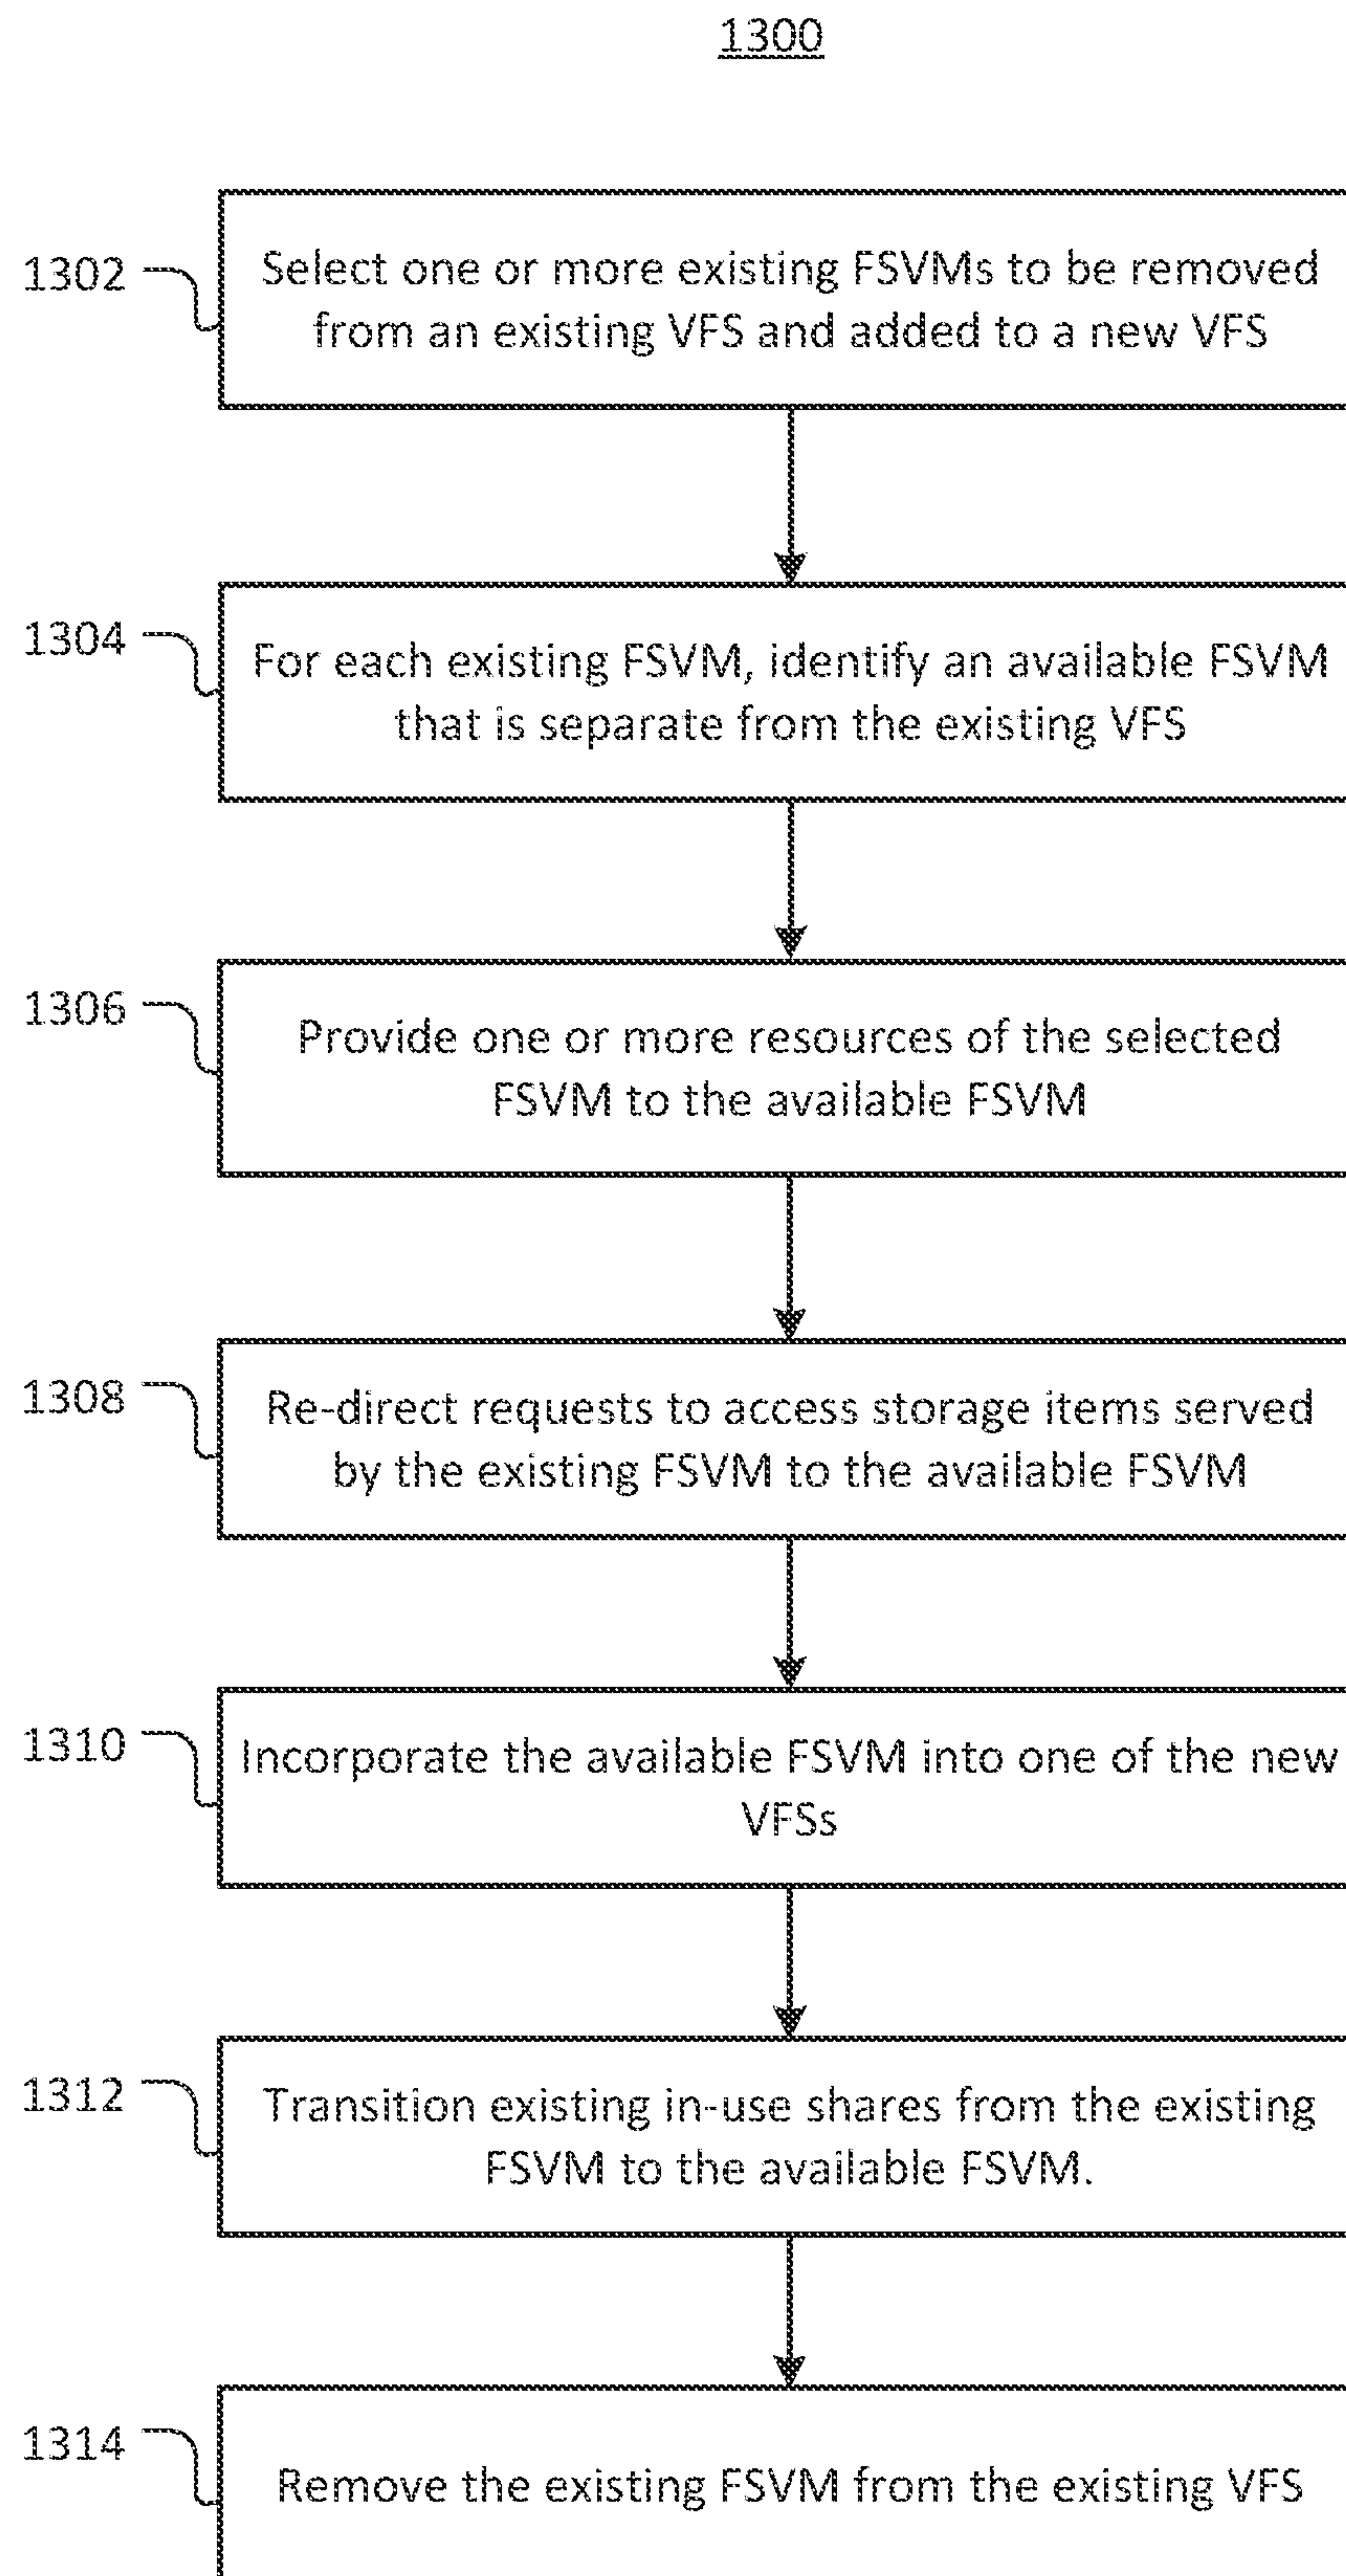 1300
1302
Select one or more existing FSVMs to be removed
from an existing VFS and added to a new VFS
1304
For each existing FSVM, identify an available FSVM
that is separate from the existing VFS
1306
Provide one or more resources of the selected
FSVM to the available FSVM
1308
Re-direct requests to access storage items served
by the existing FSVM to the available FSVM
1310
Incorporate the available FSVM into one of the new
VFSs
1312
Transition existing in-use shares from the existing
FSVM to the available FSVM.
1314
Remove the existing FSVM from the existing VFS